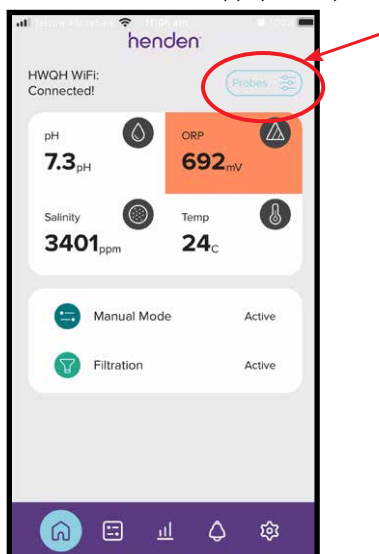 henden
HWQH WiFi:
Connected!
Probes
pH
7.3pH
ORP
692mV
Salinity
3401ppm
Temp
24C
Manual Mode Active
Filtration Active